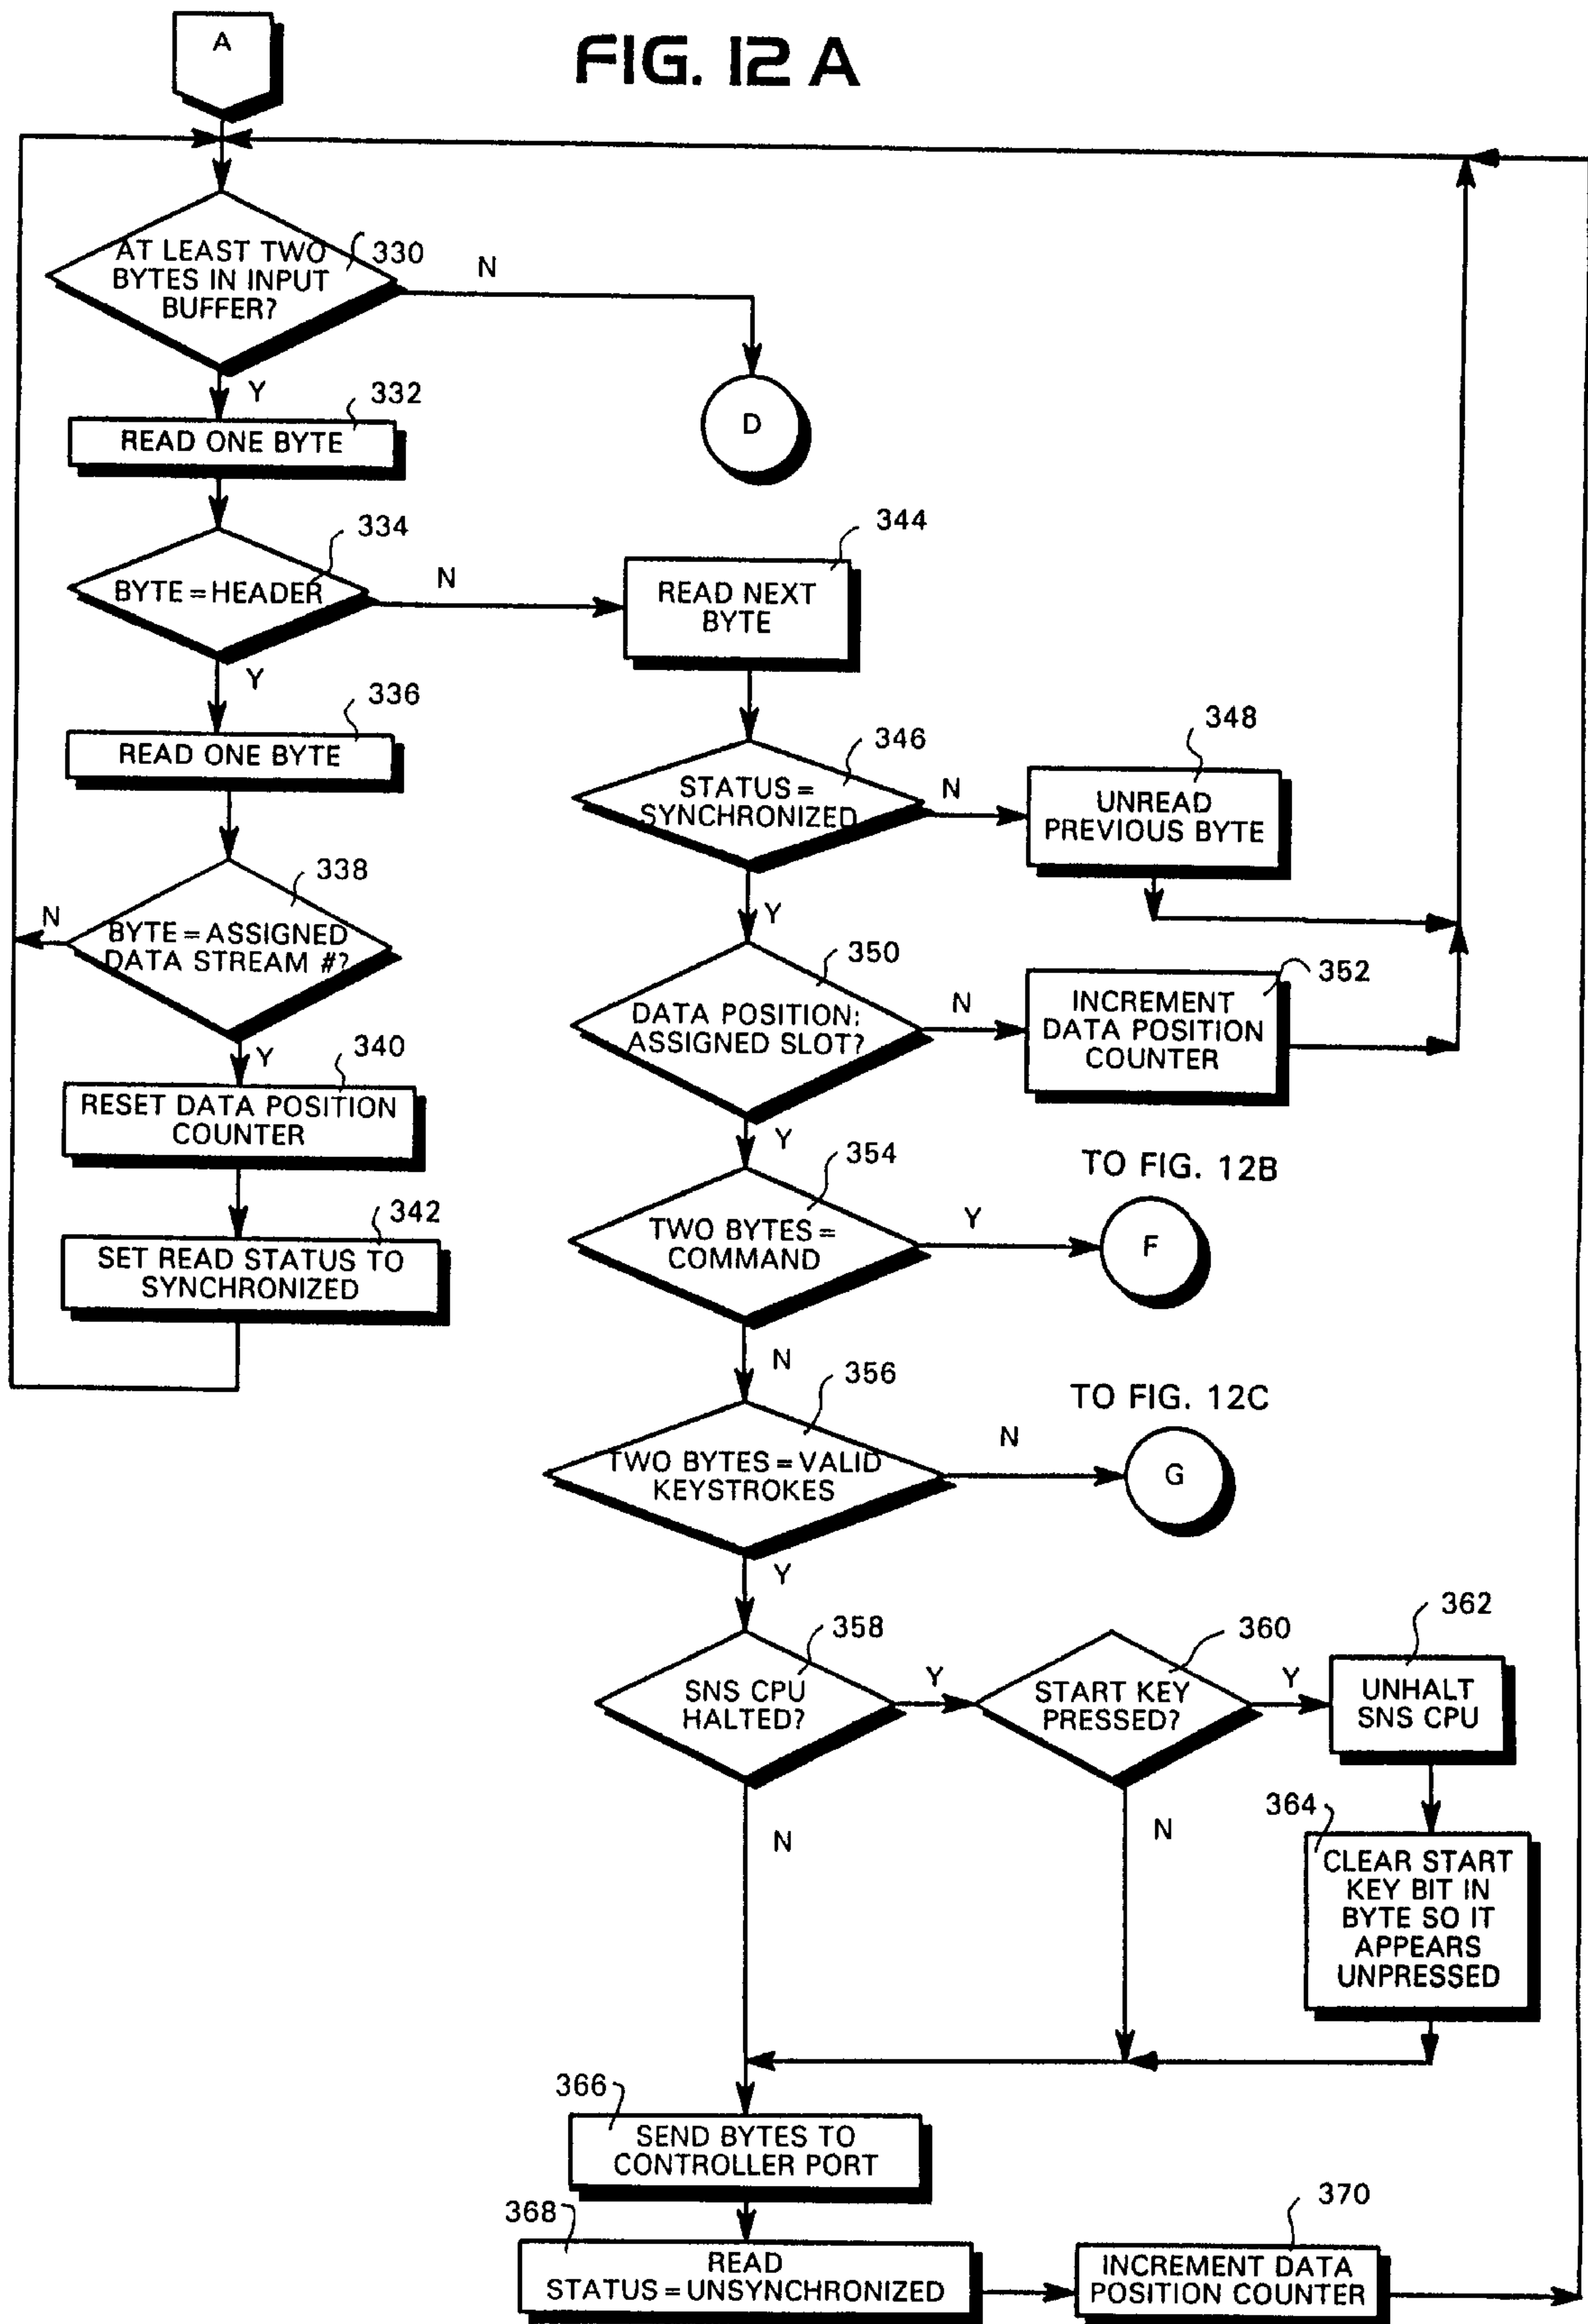 FIG. 12 A
A
AT LEAST TWO
BYTES IN INPUT
BUFFER?
330
N
Y
D
332
READ ONE BYTE
334
BYTE = HEADER
N
Y
344
READ NEXT
BYTE
336
READ ONE BYTE
346
STATUS =
SYNCHRONIZED
N
Y
348
UNREAD
PREVIOUS BYTE
338
BYTE = ASSIGNED
DATA STREAM #?
N
Y
350
DATA POSITION:
ASSIGNED SLOT?
N
Y
352
INCREMENT
DATA POSITION
COUNTER
340
RESET DATA POSITION
COUNTER
342
SET READ STATUS TO
SYNCHRONIZED
354
TWO BYTES =
COMMAND
Y
N
TO FIG. 12B
F
356
TWO BYTES = VALID
KEYSTROKES
N
Y
TO FIG. 12C
G
358
SNS CPU
HALTED?
Y
N
360
START KEY
PRESSED?
Y
N
362
UNHALT
SNS CPU
364
CLEAR START
KEY BIT IN
BYTE SO IT
APPEARS
UNPRESSED
366
SEND BYTES TO
CONTROLLER PORT
368
READ
STATUS = UNSYNCHRONIZED
370
INCREMENT DATA
POSITION COUNTER